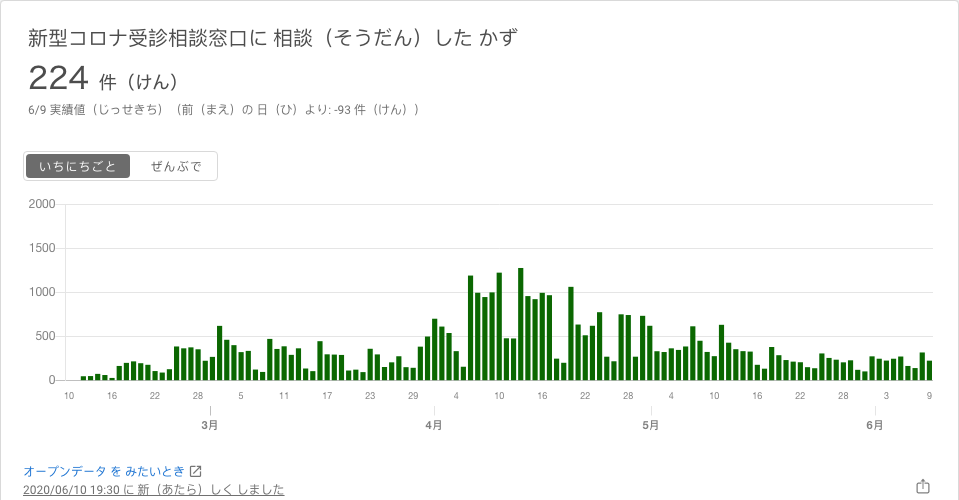 新型コロナ受診相談窓口に 相談（そうだん）した かず
224 件（けん）
6/9 実績値（じっせきち）（前（まえ）の 日（ひ）より: -93 件（けん））
いちにちごと ぜんぶで
2000
1500
1000
500
0
10 16 22 28 5 11 17 23 29 4 10 16 22 28 4 10 16 22 28 3 9
3月 4月 5月 6月
オープンデータ を みたいとき
2020/06/10 19:30 に 新（あたら）しく しました